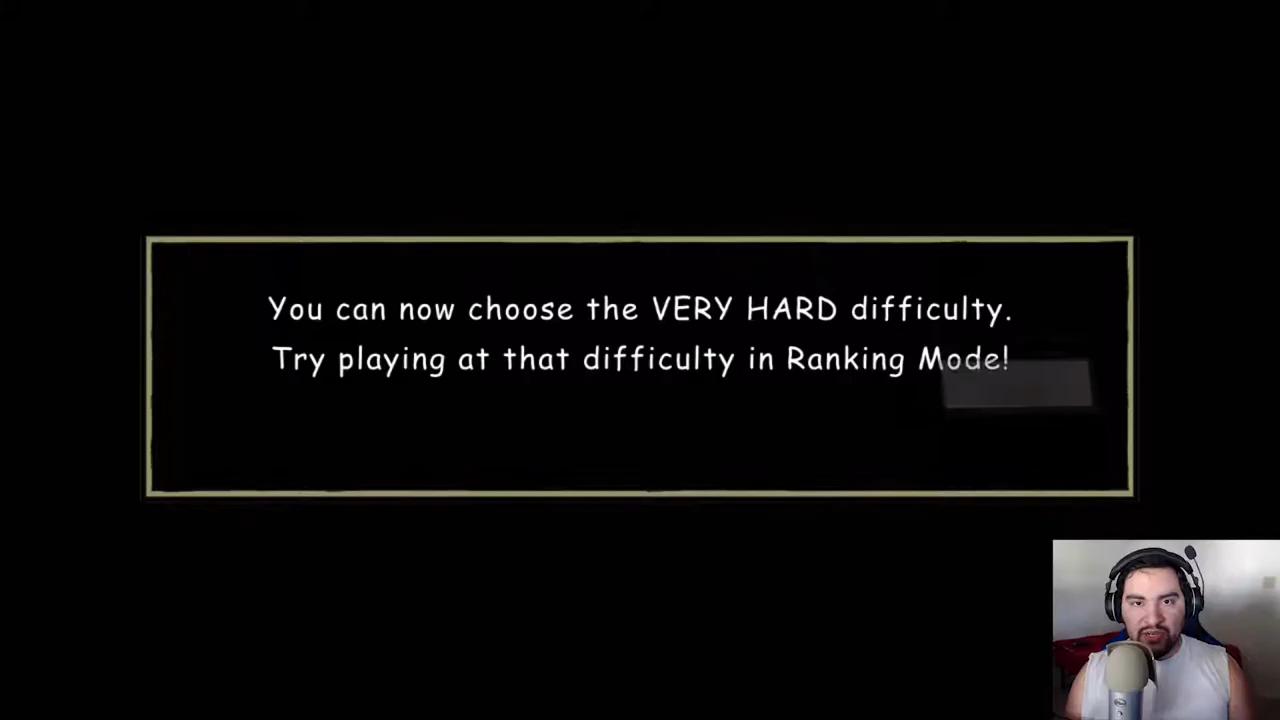 You can now choose the VERY HARD difficulty.
Try playing at that difficulty in Ranking Mode!